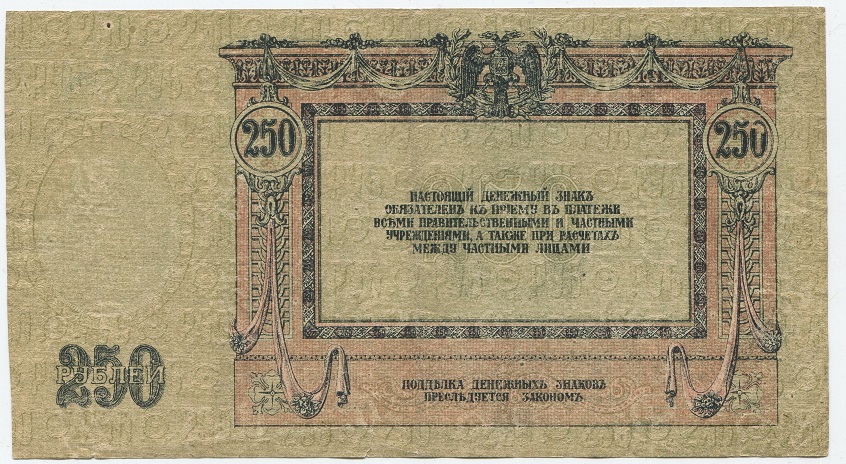 250
250
НАСТОЯЩІЙ ДЕНЕЖНЫЙ ЗНАКЪ
ОБЯЗАТЕЛЕНЪ КЪ ПРІЕМУ ВЪ ПЛАТЕЖИ
ВСѢМИ ПРАВИТЕЛЬСТВЕННЫМИ И ЧАСТНЫМИ
УЧРЕЖДЕНІЯМИ, А ТАКЖЕ ПРИ РАСЧЕТАХЪ
МЕЖДУ ЧАСТНЫМИ ЛИЦАМИ
250
РУБЛЕЙ
ПОДДѢЛКА ДЕНЕЖНЫХЪ ЗНАКОВЪ
ПРЕСЛѢДУЕТСЯ ЗАКОНОМЪ